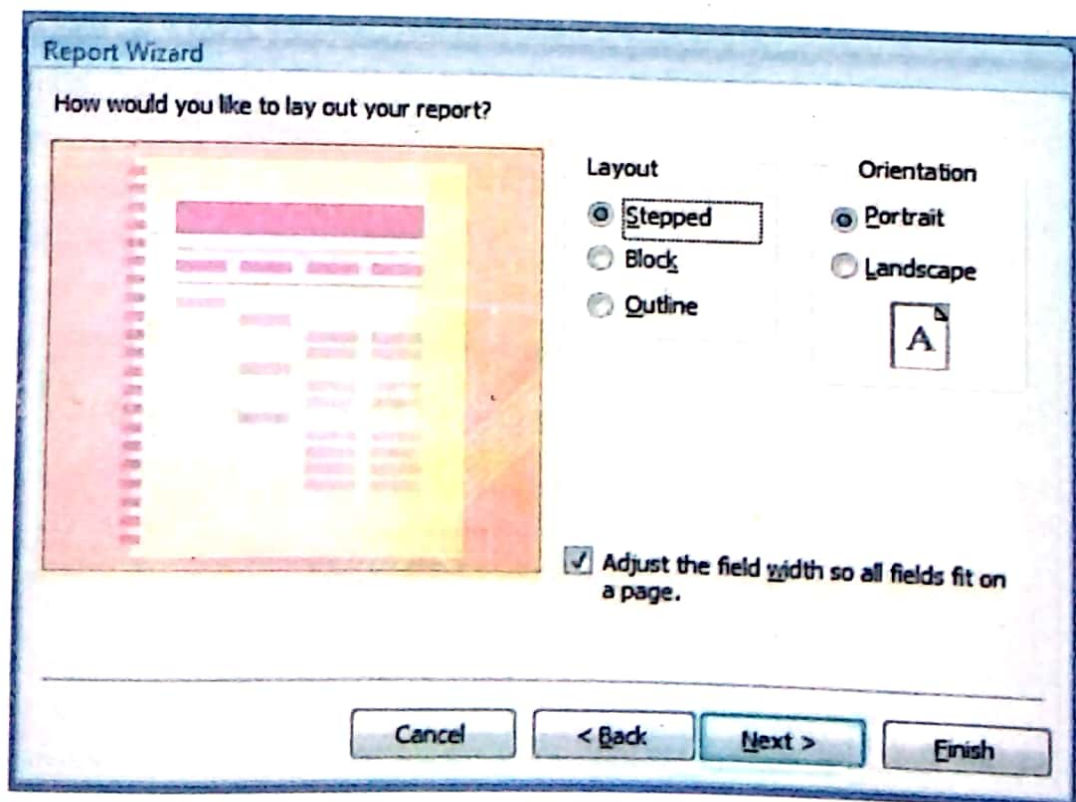 Report Wizard
How would you like to lay out your report?
Layout
Stepped
Block
Outline
Orientation
Portrait
Landscape
A
Adjust the field width so all fields fit on
a page.
Cancel
< Back
Next >
Finish